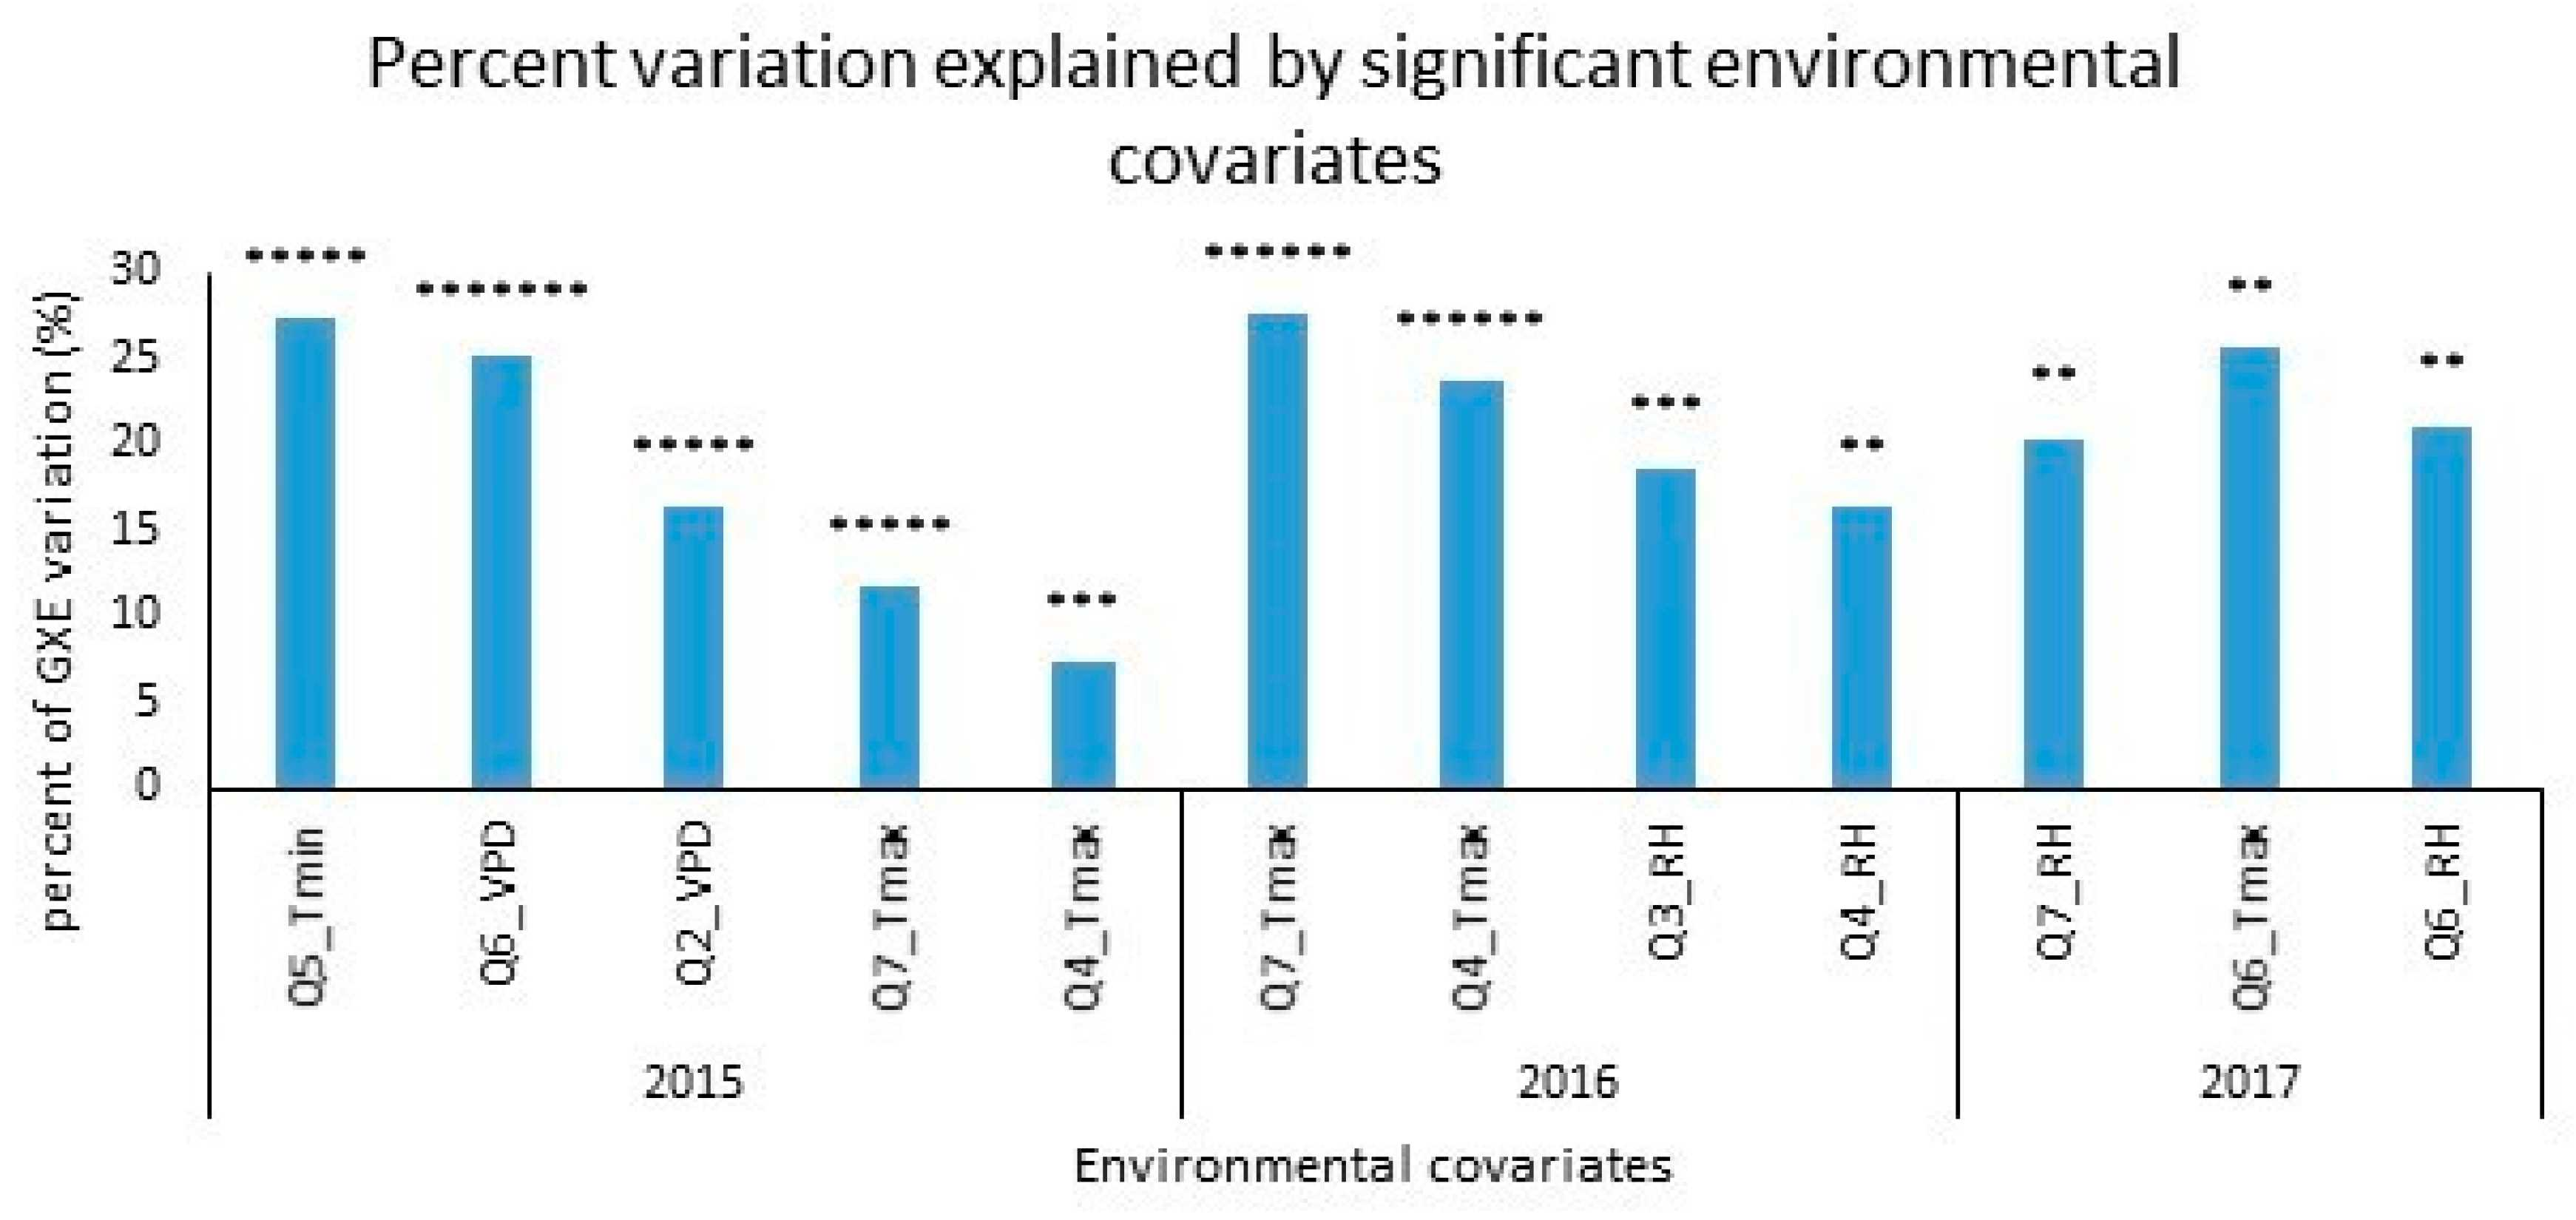 Percent variation explained by significant environmental
covariates
percent of GXE variation (%)
30
25
20
15
10
5
0
Q5_Tmin
Q6_VPD
Q2_VPD
Q7_Tmax
Q4_Tmax
Q7_Tmax
Q4_Tmax
Q3_RH
Q4_RH
Q7_RH
Q6_Tmax
Q6_RH
2015
2016
2017
Environmental covariates